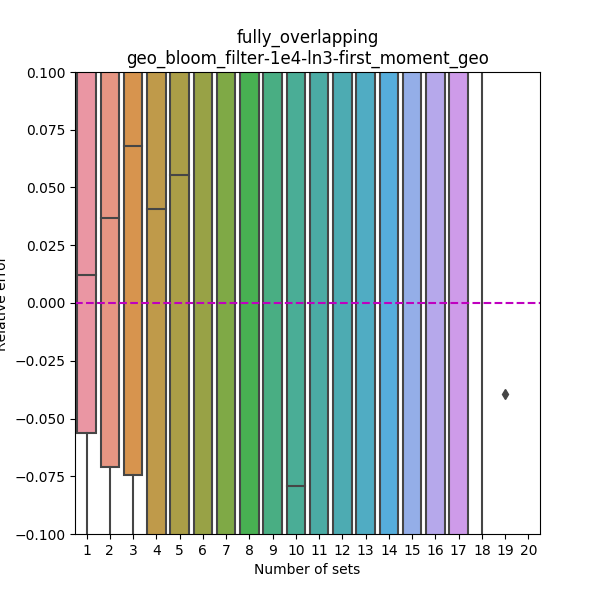 fully_overlapping
geo_bloom_filter-1e4-ln3-first_moment_geo
0.100
0.075
0.050
0.025
0.000
−0.025
−0.050
−0.075
−0.100
Relative error
1 2 3 4 5 6 7 8 9 10 11 12 13 14 15 16 17 18 19 20
Number of sets